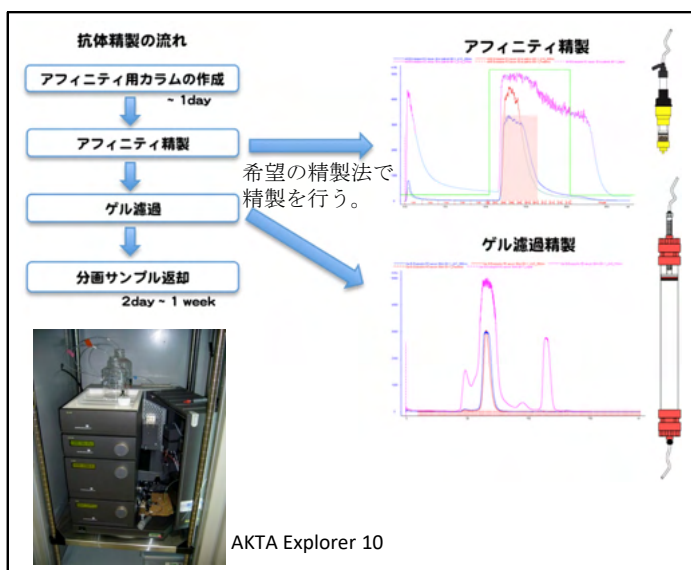 抗体精製の流れ
アフィニティ用カラムの作成
~ 1day
アフィニティ精製
ゲル濾過
分画サンプル返却
2day ~ 1 week
希望の精製法で
精製を行う。
アフィニティ精製
ゲル濾過精製
AKTA Explorer 10